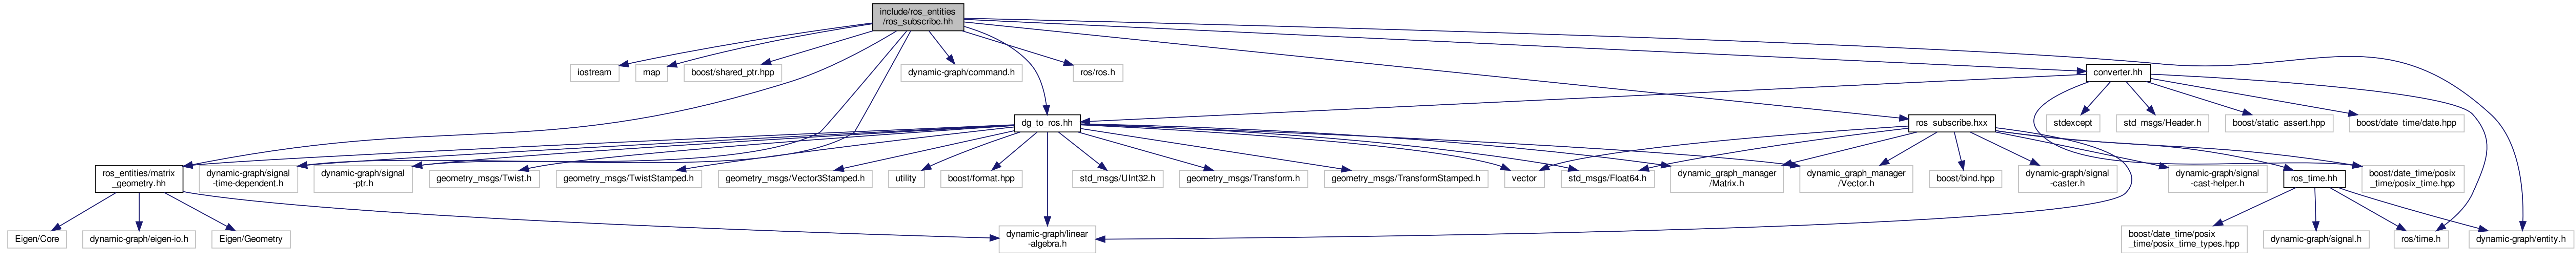 include/ros_entities
/ros_subscribe.hh
iostream
map
boost/shared_ptr.hpp
dynamic-graph/command.h
ros/ros.h
converter.hh
dg_to_ros.hh
ros_subscribe.hxx
stdexcept
std_msgs/Header.h
boost/static_assert.hpp
boost/date_time/date.hpp
ros_entities/matrix
_geometry.hh
dynamic-graph/signal
-time-dependent.h
dynamic-graph/signal
-ptr.h
geometry_msgs/Twist.h
geometry_msgs/TwistStamped.h
geometry_msgs/Vector3Stamped.h
utility
boost/format.hpp
std_msgs/UInt32.h
geometry_msgs/Transform.h
geometry_msgs/TransformStamped.h
vector
std_msgs/Float64.h
dynamic_graph_manager
/Matrix.h
dynamic_graph_manager
/Vector.h
boost/bind.hpp
dynamic-graph/signal
-caster.h
dynamic-graph/signal
-cast-helper.h
ros_time.hh
boost/date_time/posix
_time/posix_time.hpp
Eigen/Core
dynamic-graph/eigen-io.h
Eigen/Geometry
dynamic-graph/linear
-algebra.h
boost/date_time/posix
_time/posix_time_types.hpp
dynamic-graph/signal.h
ros/time.h
dynamic-graph/entity.h